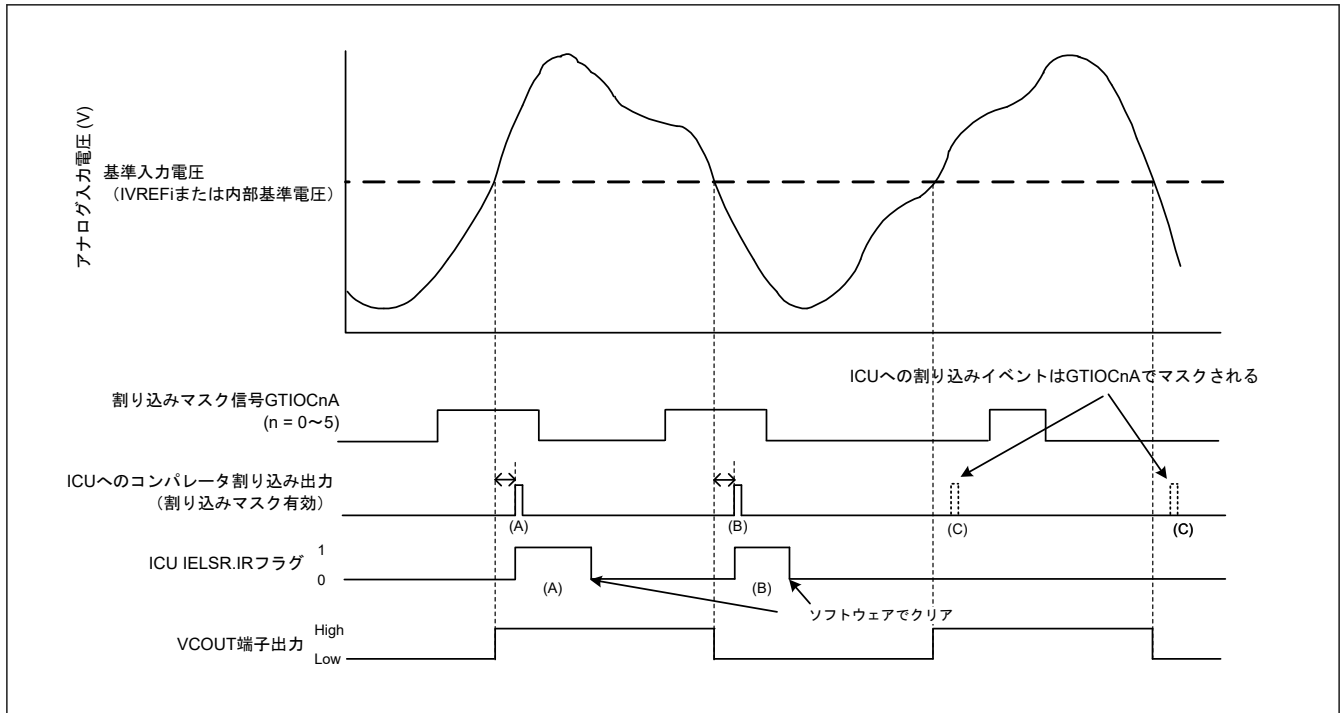 アナログ入力電圧 (V)
基準入力電圧
（IVREFiまたは内部基準電圧）
ICUへの割り込みイベントはGTIOCnAでマスクされる
割り込みマスク信号GTIOCnA
(n = 0～5)
ICUへのコンパレータ割り込み出力
（割り込みマスク有効）
(A)
(B)
(C)
(C)
ICU IELSR.IRフラグ
1
0
(A)
(B)
ソフトウェアでクリア
VCOUT端子出力
High
Low